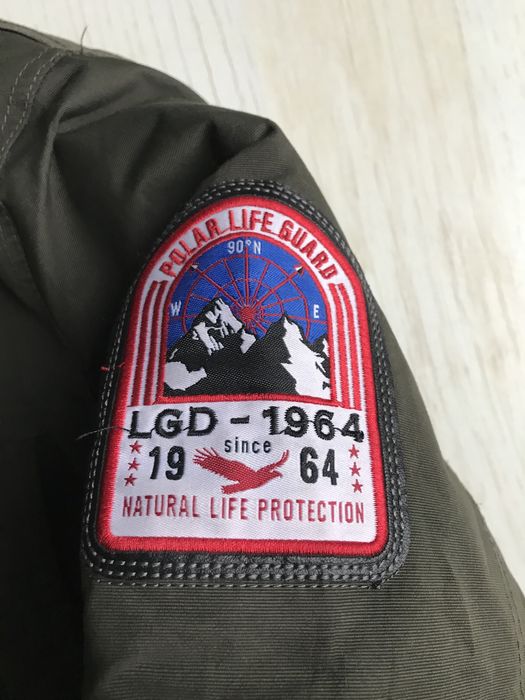 POLAR LIFE GUARD
90°N
W E
LGD - 1964
since
19 64
NATURAL LIFE PROTECTION